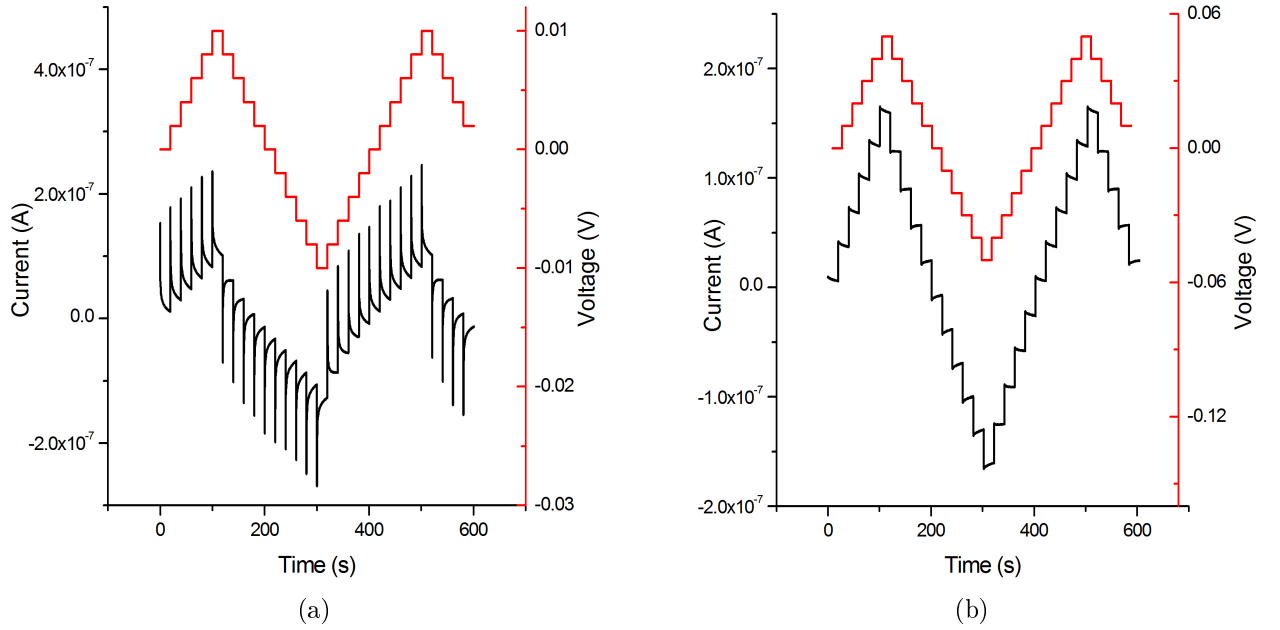 4.0x10⁻⁷
2.0x10⁻⁷
0.0
-2.0x10⁻⁷
Current (A)
0.01
0.00
-0.01
-0.02
-0.03
Voltage (V)
0 200 400 600
Time (s)
(a)
2.0x10⁻⁷
1.0x10⁻⁷
0.0
-1.0x10⁻⁷
-2.0x10⁻⁷
Current (A)
0.06
0.00
-0.06
-0.12
Voltage (V)
0 200 400 600
Time (s)
(b)